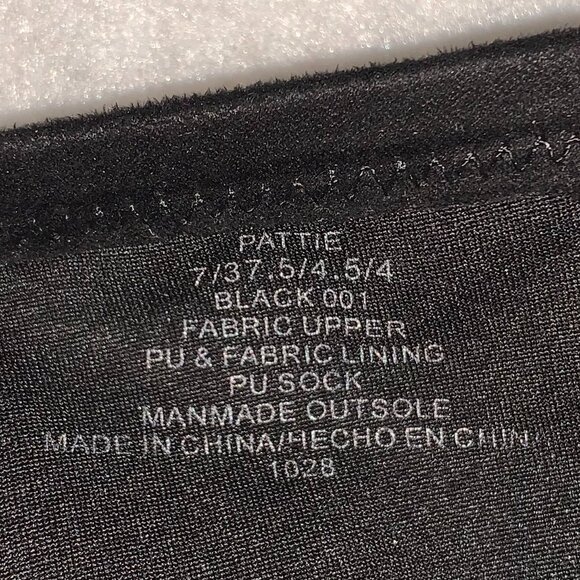 PATTIE
7/37.5/4.5/4
BLACK 001
FABRIC UPPER
PU & FABRIC LINING
PU SOCK
MANMADE OUTSOLE
MADE IN CHINA/HECHO EN CHIN
1028